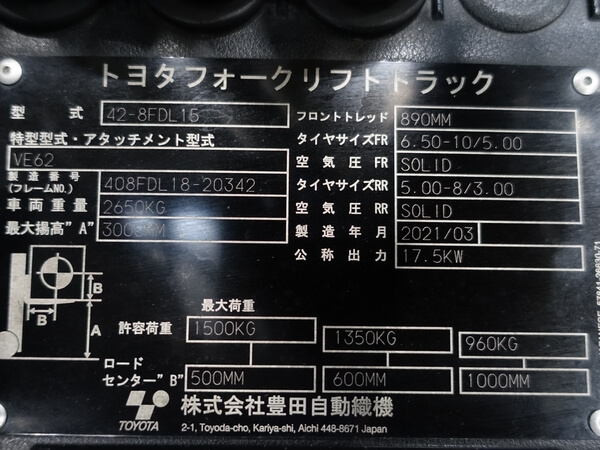 トヨタフォークリフトトラック
型式 42-8FDL15
特型型式・アタッチメント型式
VE62
製造番号
(フレームNO.) 408FDL18-20342
車両重量 2650KG
最大揚高"A" 3000MM
フロントトレッド 890MM
タイヤサイズFR 6.50-10/5.00
空気圧FR SOLID
タイヤサイズRR 5.00-8/3.00
空気圧RR SOLID
製造年月 2021/03
公称出力 17.5KW
B
B
A
最大荷重
許容荷重 1500KG 1350KG 960KG
ロード
センター"B" 500MM 600MM 1000MM
TOYOTA
株式会社豊田自動織機
2-1, Toyoda-cho, Kariya-shi, Aichi 448-8671 Japan